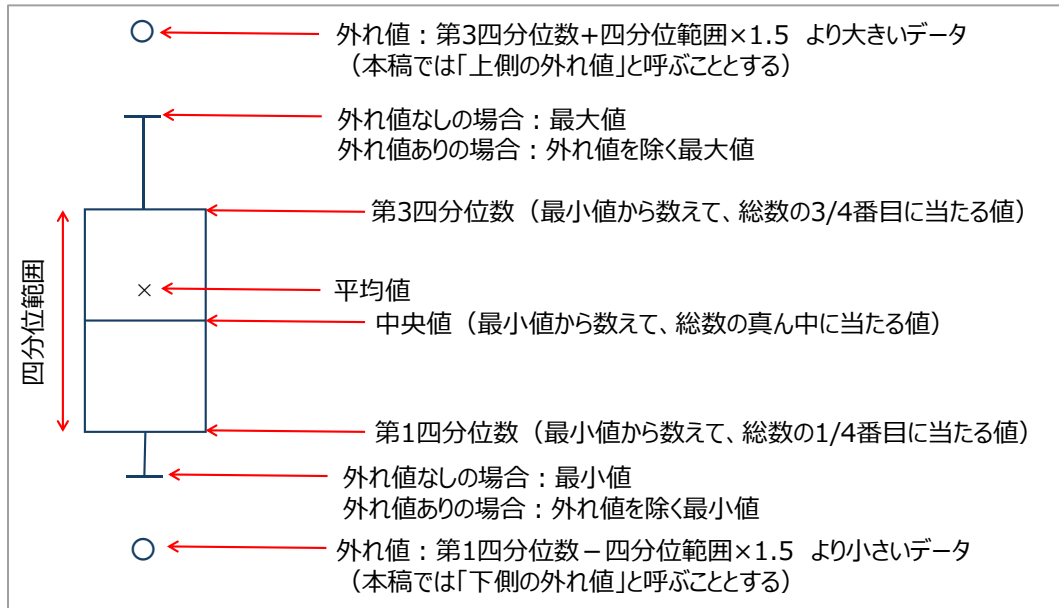 外れ値：第3四分位数+四分位範囲×1.5 より大きいデータ
（本稿では「上側の外れ値」と呼ぶこととする）
外れ値なしの場合：最大値
外れ値ありの場合：外れ値を除く最大値
第3四分位数（最小値から数えて、総数の3/4番目に当たる値）
四分位範囲
×
平均値
中央値（最小値から数えて、総数の真ん中に当たる値）
第1四分位数（最小値から数えて、総数の1/4番目に当たる値）
外れ値なしの場合：最小値
外れ値ありの場合：外れ値を除く最小値
外れ値：第1四分位数－四分位範囲×1.5 より小さいデータ
（本稿では「下側の外れ値」と呼ぶこととする）